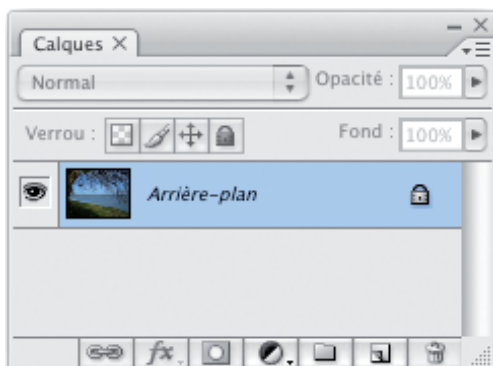 Calques
Normal Opacité : 100%
Verrou : Fond : 100%
Arrière-plan
fx